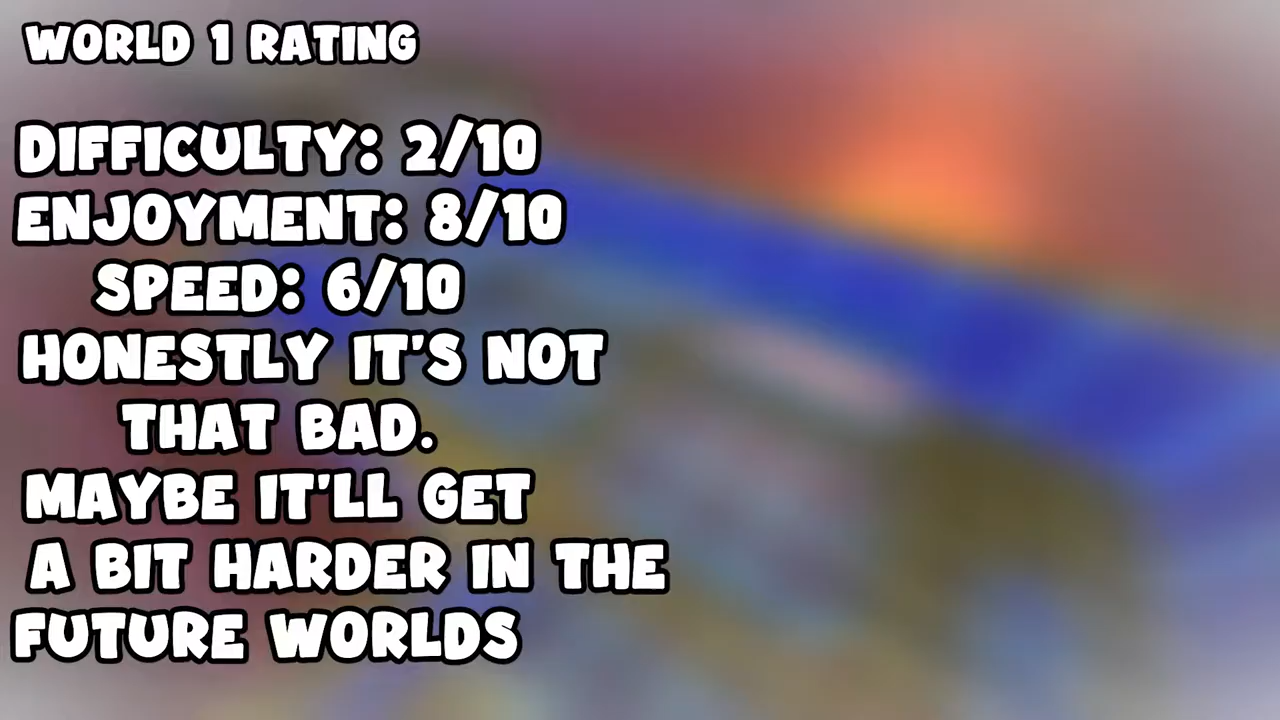 WORLD 1 RATING
DIFFICULTY: 2/10
ENJOYMENT: 8/10
SPEED: 6/10
HONESTLY IT'S NOT
THAT BAD.
MAYBE IT'LL GET
A BIT HARDER IN THE
FUTURE WORLDS